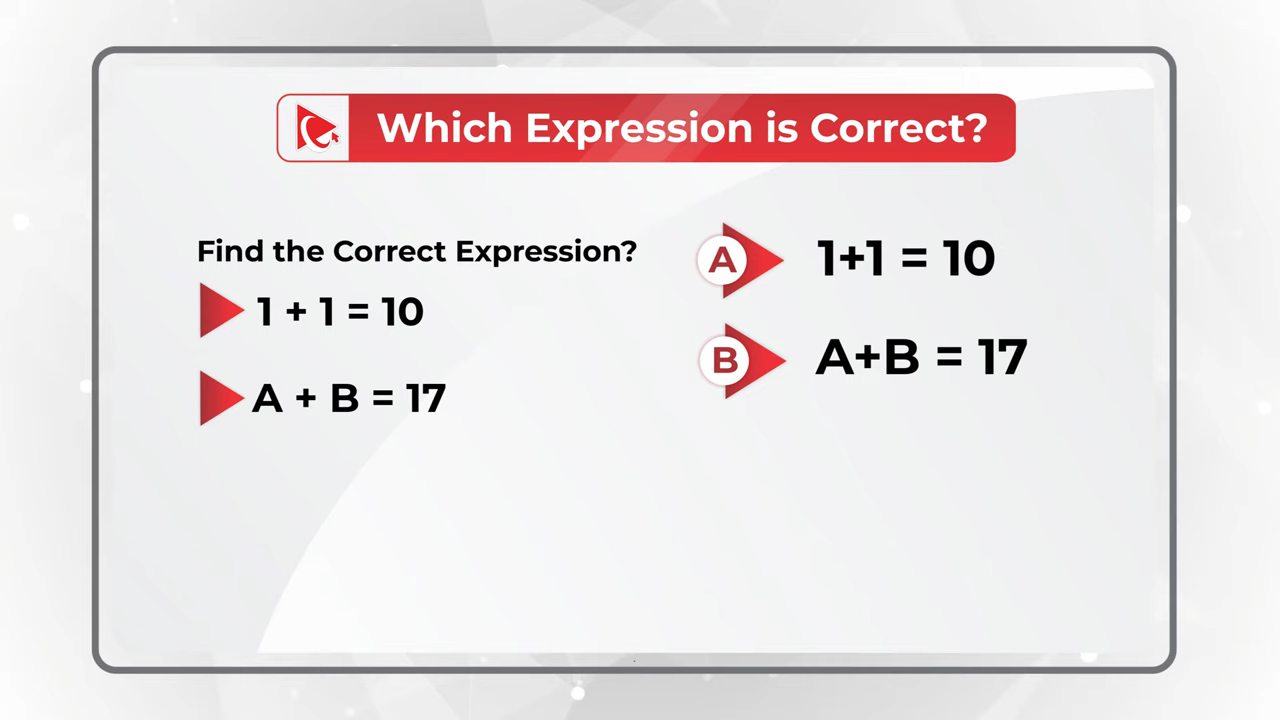 Which Expression is Correct?
Find the Correct Expression?
1 + 1 = 10
A + B = 17
A 1+1 = 10
B A+B = 17